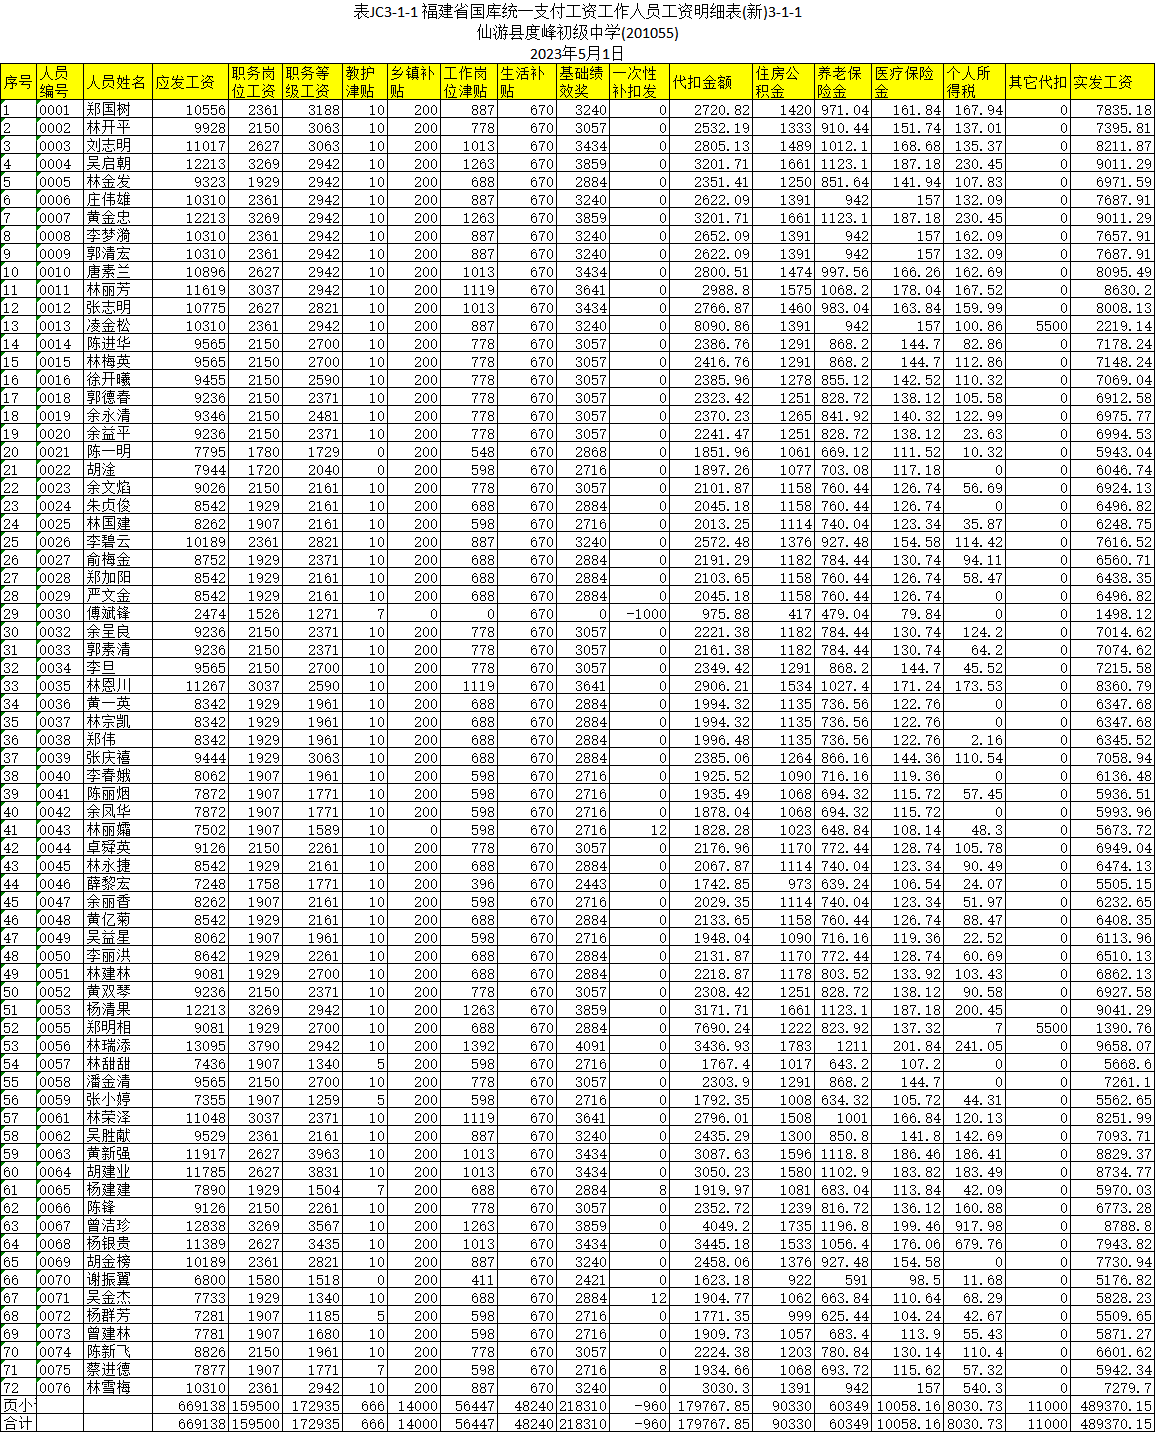 表JC3-1-1 福建省国库统一支付工资工作人员工资明细表(新)3-1-1
仙游县度峰初级中学(201055)
2023年5月1日
序号 人员编号 人员姓名 应发工资 职务岗位工资 职务等级工资 教护津贴 乡镇补贴 工作岗位津贴 生活补贴 基础绩效奖 一次性补扣发 代扣金额 住房公积金 养老保险金 医疗保险金 个人所得税 其它代扣 实发工资
1 0001 郑国树 10556 2361 3188 10 200 887 670 3240 0 2720.82 1420 971.04 161.84 167.94 0 7835.18
2 0002 林开平 9928 2150 3063 10 200 778 670 3057 0 2532.19 1333 910.44 151.74 137.01 0 7395.81
3 0003 刘志明 11017 2627 3063 10 200 1013 670 3434 0 2805.13 1489 1012.1 168.68 135.37 0 8211.87
4 0004 吴启朝 12213 3269 2942 10 200 1263 670 3859 0 3201.71 1661 1123.1 187.18 230.45 0 9011.29
5 0005 林金发 9323 1929 2942 10 200 688 670 2884 0 2351.41 1250 851.64 141.94 107.83 0 6971.59
6 0006 庄伟雄 10310 2361 2942 10 200 887 670 3240 0 2622.09 1391 942 157 132.09 0 7687.91
7 0007 黄金忠 12213 3269 2942 10 200 1263 670 3859 0 3201.71 1661 1123.1 187.18 230.45 0 9011.29
8 0008 李梦漪 10310 2361 2942 10 200 887 670 3240 0 2652.09 1391 942 157 162.09 0 7657.91
9 0009 郭清宏 10310 2361 2942 10 200 887 670 3240 0 2622.09 1391 942 157 132.09 0 7687.91
10 0010 唐素兰 10896 2627 2942 10 200 1013 670 3434 0 2800.51 1474 997.56 166.26 162.69 0 8095.49
11 0011 林丽芳 11619 3037 2942 10 200 1119 670 3641 0 2988.8 1575 1068.2 178.04 167.52 0 8630.2
12 0012 张志明 10775 2627 2821 10 200 1013 670 3434 0 2766.87 1460 983.04 163.84 159.99 0 8008.13
13 0013 凌金松 10310 2361 2942 10 200 887 670 3240 0 8090.86 1391 942 157 100.86 5500 2219.14
14 0014 陈进华 9565 2150 2700 10 200 778 670 3057 0 2386.76 1291 868.2 144.7 82.86 0 7178.24
15 0015 林梅英 9565 2150 2700 10 200 778 670 3057 0 2416.76 1291 868.2 144.7 112.86 0 7148.24
16 0016 徐开曦 9455 2150 2590 10 200 778 670 3057 0 2385.96 1278 855.12 142.52 110.32 0 7069.04
17 0018 郭德春 9236 2150 2371 10 200 778 670 3057 0 2323.42 1251 828.72 138.12 105.58 0 6912.58
18 0019 余永清 9346 2150 2481 10 200 778 670 3057 0 2370.23 1265 841.92 140.32 122.99 0 6975.77
19 0020 余益平 9236 2150 2371 10 200 778 670 3057 0 2241.47 1251 828.72 138.12 23.63 0 6994.53
20 0021 陈一明 7795 1780 1729 0 200 548 670 2868 0 1851.96 1061 669.12 111.52 10.32 0 5943.04
21 0022 胡淦 7944 1720 2040 0 200 598 670 2716 0 1897.26 1077 703.08 117.18 0 0 6046.74
22 0023 余文焰 9026 2150 2161 10 200 778 670 3057 0 2101.87 1158 760.44 126.74 56.69 0 6924.13
23 0024 朱贞俊 8542 1929 2161 10 200 688 670 2884 0 2045.18 1158 760.44 126.74 0 0 6496.82
24 0025 林国建 8262 1907 2161 10 200 598 670 2716 0 2013.25 1114 740.04 123.34 35.87 0 6248.75
25 0026 李碧云 10189 2361 2821 10 200 887 670 3240 0 2572.48 1376 927.48 154.58 114.42 0 7616.52
26 0027 俞梅金 8752 1929 2371 10 200 688 670 2884 0 2191.29 1182 784.44 130.74 94.11 0 6560.71
27 0028 郑加阳 8542 1929 2161 10 200 688 670 2884 0 2103.65 1158 760.44 126.74 58.47 0 6438.35
28 0029 严文金 8542 1929 2161 10 200 688 670 2884 0 2045.18 1158 760.44 126.74 0 0 6496.82
29 0030 傅斌锋 2474 1526 1271 7 0 0 670 0 -1000 975.88 417 479.04 79.84 0 0 1498.12
30 0032 余呈良 9236 2150 2371 10 200 778 670 3057 0 2221.38 1182 784.44 130.74 124.2 0 7014.62
31 0033 郭素清 9236 2150 2371 10 200 778 670 3057 0 2161.38 1182 784.44 130.74 64.2 0 7074.62
32 0034 李旦 9565 2150 2700 10 200 778 670 3057 0 2349.42 1291 868.2 144.7 45.52 0 7215.58
33 0035 林恩川 11267 3037 2590 10 200 1119 670 3641 0 2906.21 1534 1027.4 171.24 173.53 0 8360.79
34 0036 黄一英 8342 1929 1961 10 200 688 670 2884 0 1994.32 1135 736.56 122.76 0 0 6347.68
35 0037 林宗凯 8342 1929 1961 10 200 688 670 2884 0 1994.32 1135 736.56 122.76 0 0 6347.68
36 0038 郑伟 8342 1929 1961 10 200 688 670 2884 0 1996.48 1135 736.56 122.76 2.16 0 6345.52
37 0039 张庆禧 9444 1929 3063 10 200 688 670 2884 0 2385.06 1264 866.16 144.36 110.54 0 7058.94
38 0040 李春娥 8062 1907 1961 10 200 598 670 2716 0 1925.52 1090 716.16 119.36 0 0 6136.48
39 0041 陈丽烟 7872 1907 1771 10 200 598 670 2716 0 1935.49 1068 694.32 115.72 57.45 0 5936.51
40 0042 余凤华 7872 1907 1771 10 200 598 670 2716 0 1878.04 1068 694.32 115.72 0 0 5993.96
41 0043 林丽孀 7502 1907 1589 10 0 598 670 2716 12 1828.28 1023 648.84 108.14 48.3 0 5673.72
42 0044 卓舜英 9126 2150 2261 10 200 778 670 3057 0 2176.96 1170 772.44 128.74 105.78 0 6949.04
43 0045 林永捷 8542 1929 2161 10 200 688 670 2884 0 2067.87 1114 740.04 123.34 90.49 0 6474.13
44 0046 薛黎宏 7248 1758 1771 10 200 396 670 2443 0 1742.85 973 639.24 106.54 24.07 0 5505.15
45 0047 余丽香 8262 1907 2161 10 200 598 670 2716 0 2029.35 1114 740.04 123.34 51.97 0 6232.65
46 0048 黄亿菊 8542 1929 2161 10 200 688 670 2884 0 2133.65 1158 760.44 126.74 88.47 0 6408.35
47 0049 吴益星 8062 1907 1961 10 200 598 670 2716 0 1948.04 1090 716.16 119.36 22.52 0 6113.96
48 0050 李丽洪 8642 1929 2261 10 200 688 670 2884 0 2131.87 1170 772.44 128.74 60.69 0 6510.13
49 0051 林建林 9081 1929 2700 10 200 688 670 2884 0 2218.87 1178 803.52 133.92 103.43 0 6862.13
50 0052 黄双琴 9236 2150 2371 10 200 778 670 3057 0 2308.42 1251 828.72 138.12 90.58 0 6927.58
51 0053 杨清果 12213 3269 2942 10 200 1263 670 3859 0 3171.71 1661 1123.1 187.18 200.45 0 9041.29
52 0055 郑明相 9081 1929 2700 10 200 688 670 2884 0 7690.24 1222 823.92 137.32 7 5500 1390.76
53 0056 林瑞添 13095 3790 2942 10 200 1392 670 4091 0 3436.93 1783 1211 201.84 241.05 0 9658.07
54 0057 林甜甜 7436 1907 1340 5 200 598 670 2716 0 1767.4 1017 643.2 107.2 0 0 5668.6
55 0058 潘金清 9565 2150 2700 10 200 778 670 3057 0 2303.9 1291 868.2 144.7 0 0 7261.1
56 0059 张小婷 7355 1907 1259 5 200 598 670 2716 0 1792.35 1008 634.32 105.72 44.31 0 5562.65
57 0061 林荣泽 11048 3037 2371 10 200 1119 670 3641 0 2796.01 1508 1001 166.84 120.13 0 8251.99
58 0062 吴胜猷 9529 2361 2161 10 200 887 670 3240 0 2435.29 1300 850.8 141.8 142.69 0 7093.71
59 0063 黄新强 11917 2627 3963 10 200 1013 670 3434 0 3087.63 1596 1118.8 186.46 186.41 0 8829.37
60 0064 胡建业 11785 2627 3831 10 200 1013 670 3434 0 3050.23 1580 1102.9 183.82 183.49 0 8734.77
61 0065 杨建建 7890 1929 1504 7 200 688 670 2884 8 1919.97 1081 683.04 113.84 42.09 0 5970.03
62 0066 陈锋 9126 2150 2261 10 200 778 670 3057 0 2352.72 1239 816.72 136.12 160.88 0 6773.28
63 0067 曾洁珍 12838 3269 3567 10 200 1263 670 3859 0 4049.2 1735 1196.8 199.46 917.98 0 8788.8
64 0068 杨银贵 11389 2627 3435 10 200 1013 670 3434 0 3445.18 1533 1056.4 176.06 679.76 0 7943.82
65 0069 胡金榜 10189 2361 2821 10 200 887 670 3240 0 2458.06 1376 927.48 154.58 0 0 7730.94
66 0070 谢振翼 6800 1580 1518 0 200 411 670 2421 0 1623.18 922 591 98.5 11.68 0 5176.82
67 0071 吴金杰 7733 1929 1340 10 200 688 670 2884 12 1904.77 1062 663.84 110.64 68.29 0 5828.23
68 0072 杨群芳 7281 1907 1185 5 200 598 670 2716 0 1771.35 999 625.44 104.24 42.67 0 5509.65
69 0073 曾建林 7781 1907 1680 10 200 598 670 2716 0 1909.73 1057 683.4 113.9 55.43 0 5871.27
70 0074 陈新飞 8826 2150 1961 10 200 778 670 3057 0 2224.38 1203 780.84 130.14 110.4 0 6601.62
71 0075 蔡进德 7877 1907 1771 7 200 598 670 2716 8 1934.66 1068 693.72 115.62 57.32 0 5942.34
72 0076 林雪梅 10310 2361 2942 10 200 887 670 3240 0 3030.3 1391 942 157 540.3 0 7279.7
页小 669138 159500 172935 666 14000 56447 48240 218310 -960 179767.85 90330 60349 10058.16 8030.73 11000 489370.15
合计 669138 159500 172935 666 14000 56447 48240 218310 -960 179767.85 90330 60349 10058.16 8030.73 11000 489370.15